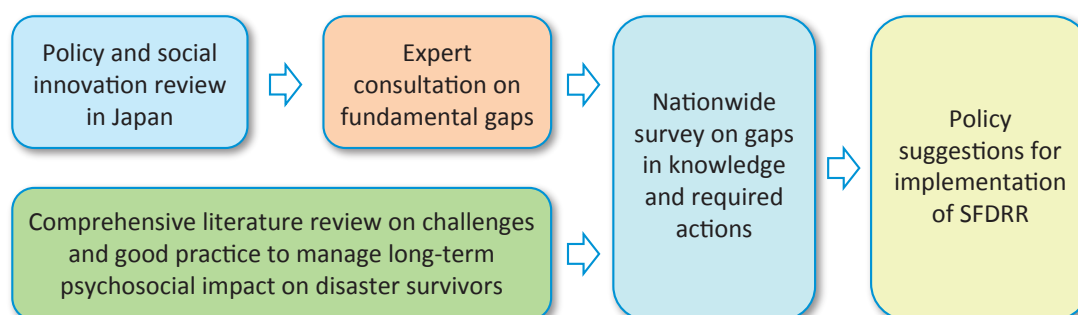 Policy and social
innovation review
in Japan
Expert
consultation on
fundamental gaps
Comprehensive literature review on challenges
and good practice to manage long-term
psychosocial impact on disaster survivors
Nationwide
survey on gaps
in knowledge
and required
actions
Policy
suggestions for
implementation
of SFDRR